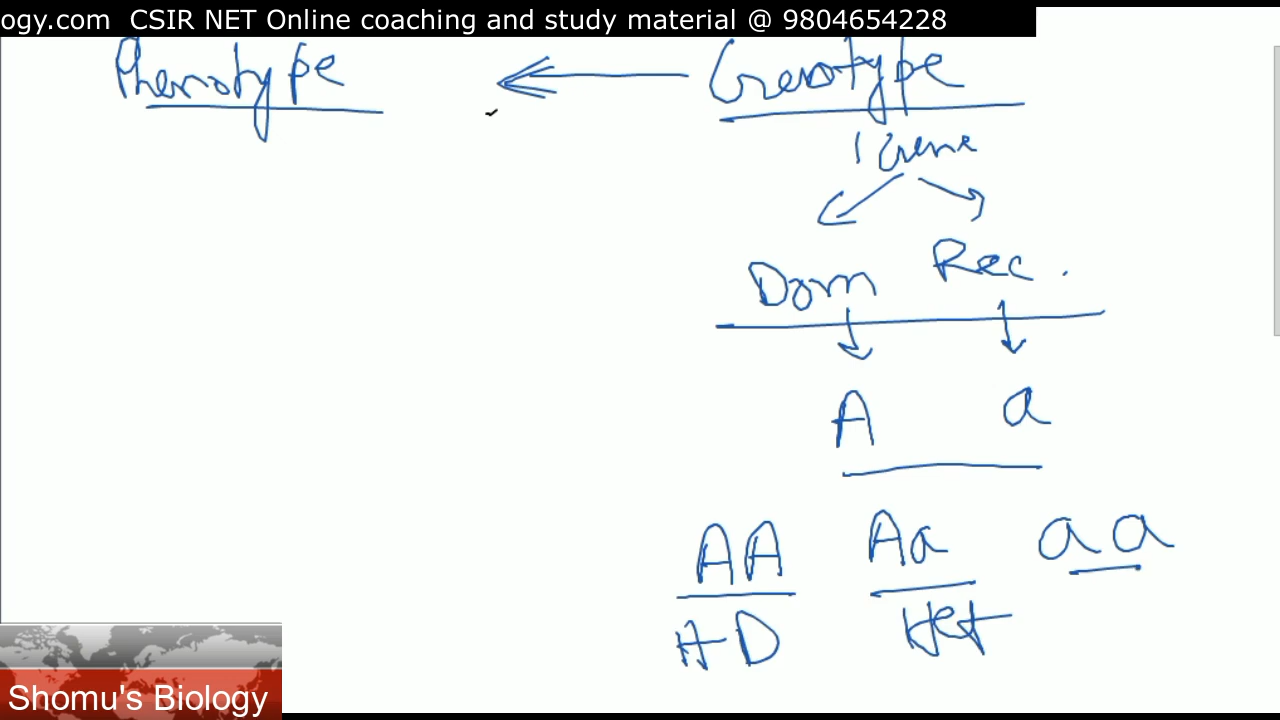 ogy.com CSIR NET Online coaching and study material @ 9804654228
Phenotype Genotype
1 Gene
Dom Rec.
A a
AA Aa aa
HD Het
Shomu's Biology